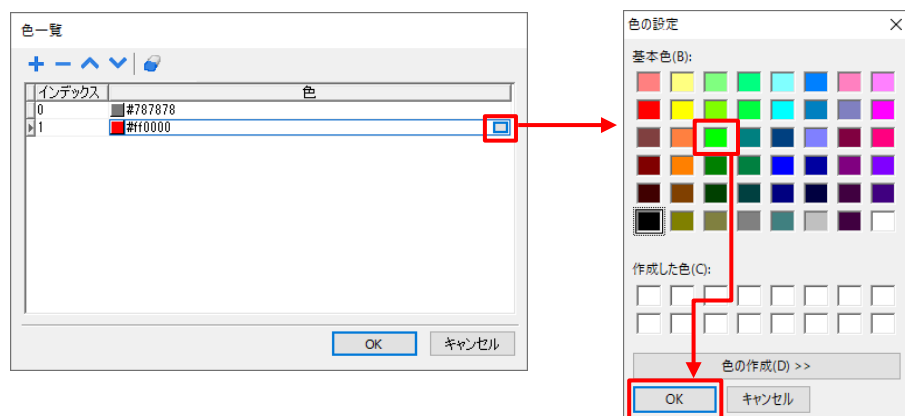 色一覧
インデックス 色
0 #787878
1 #ff0000
OK キャンセル
色の設定
基本色(B):
作成した色(C):
色の作成(D) >>
OK キャンセル